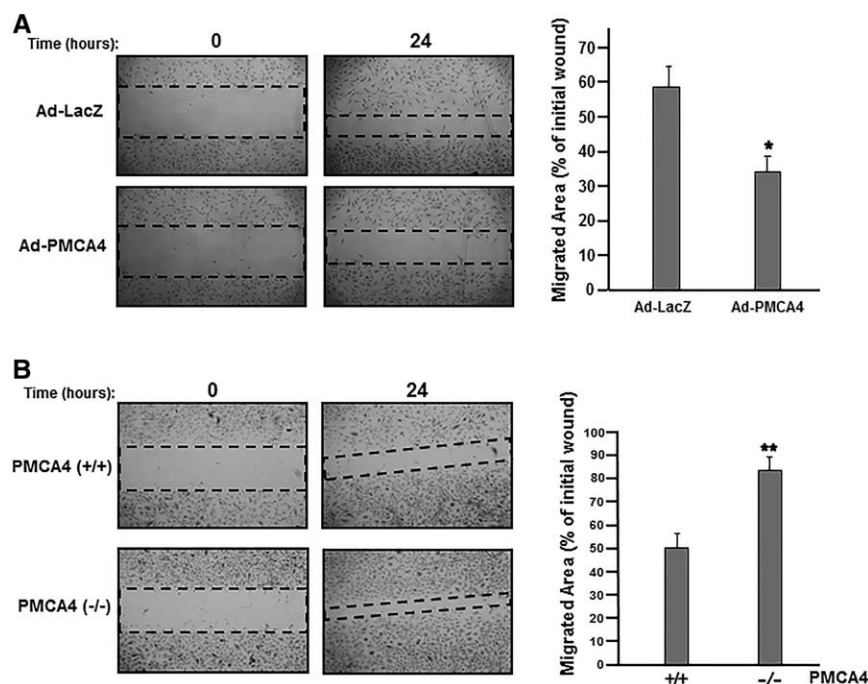 A
Time (hours):
0
24
Ad-LacZ
Ad-PMCA4
Migrated Area (% of initial wound)
70
60
50
40
30
20
10
0
*
Ad-LacZ
Ad-PMCA4
B
Time (hours):
0
24
PMCA4 (+/+)
PMCA4 (-/-)
Migrated Area (% of initial wound)
100
90
80
70
60
50
40
30
20
10
0
**
+/+
-/-
PMCA4